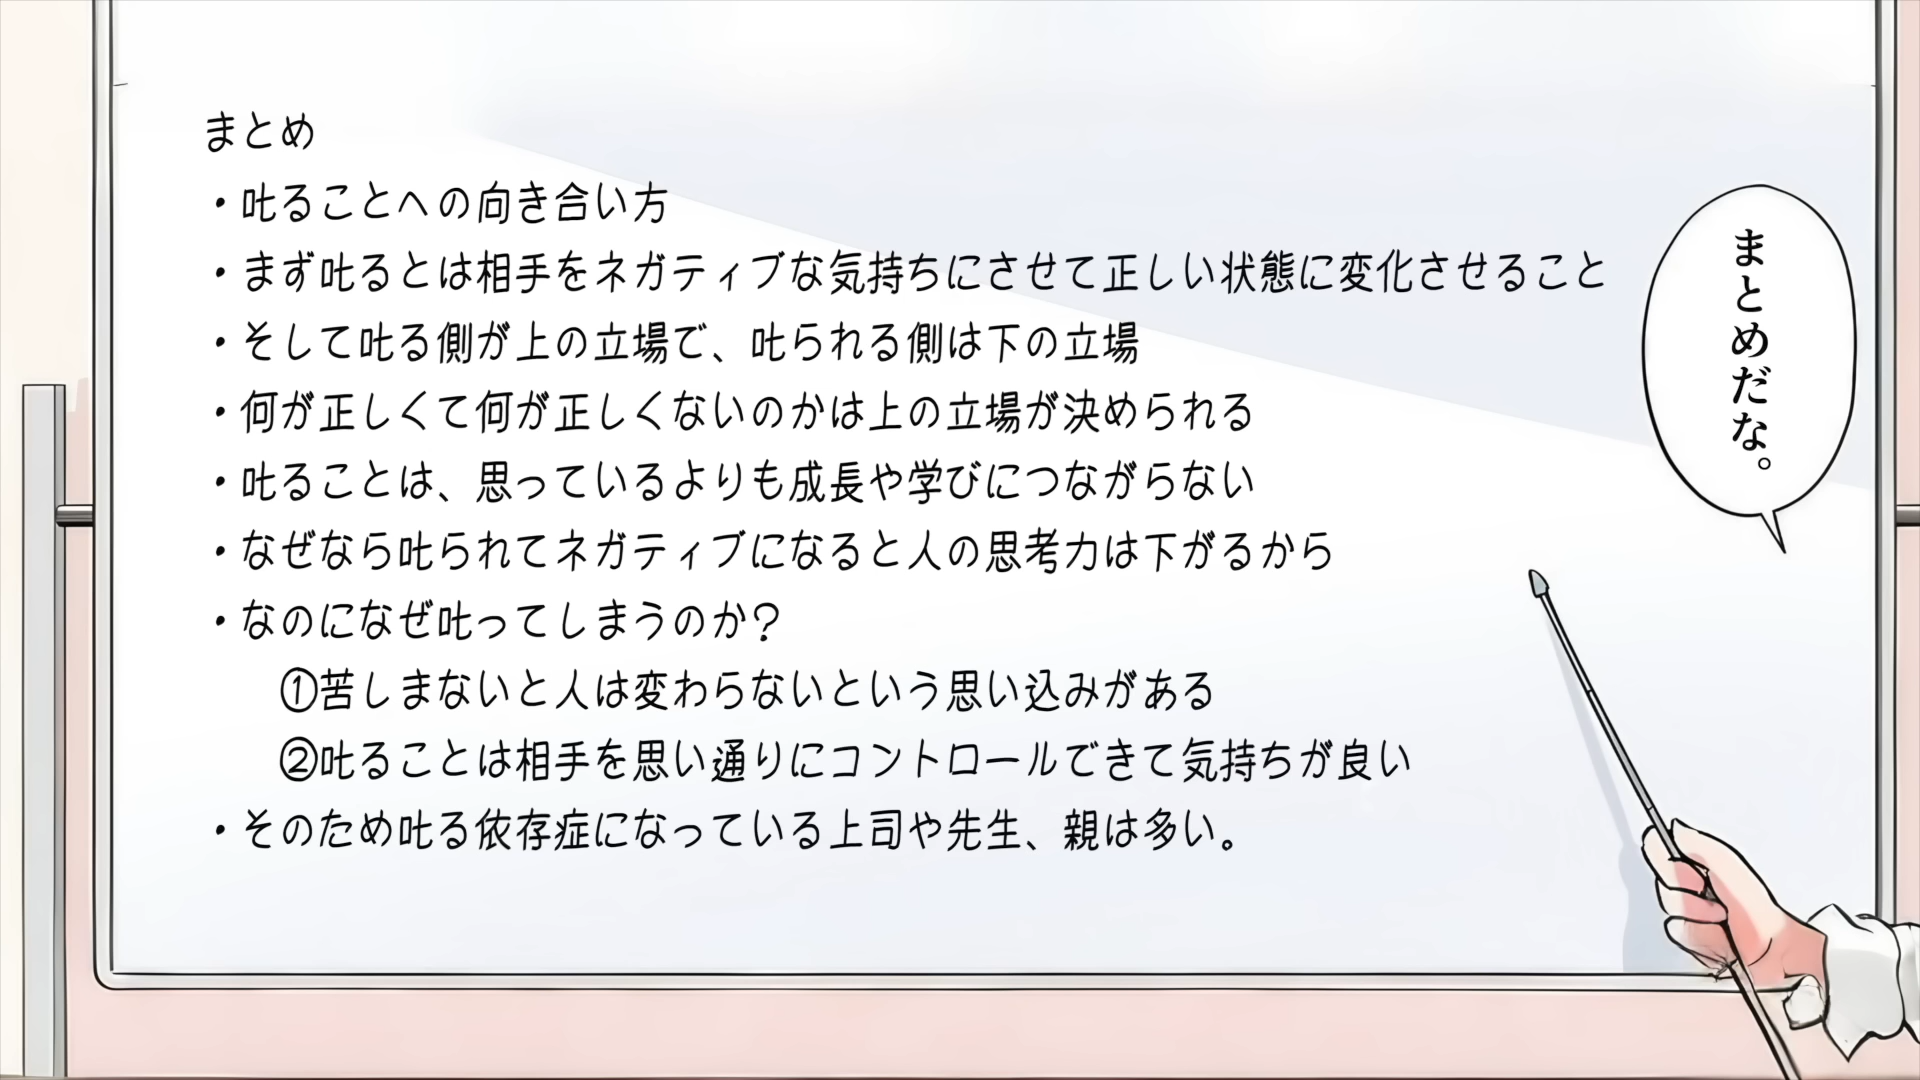 まとめ
・叱ることへの向き合い方
・まず叱るとは相手をネガティブな気持ちにさせて正しい状態に変化させること
・そして叱る側が上の立場で、叱られる側は下の立場
・何が正しくて何が正しくないのかは上の立場が決められる
・叱ることは、思っているよりも成長や学びにつながらない
・なぜなら叱られてネガティブになると人の思考力は下がるから
・なのになぜ叱ってしまうのか?
①苦しまないと人は変わらないという思い込みがある
②叱ることは相手を思い通りにコントロールできて気持ちが良い
・そのため叱る依存症になっている上司や先生、親は多い。
まとめだな。